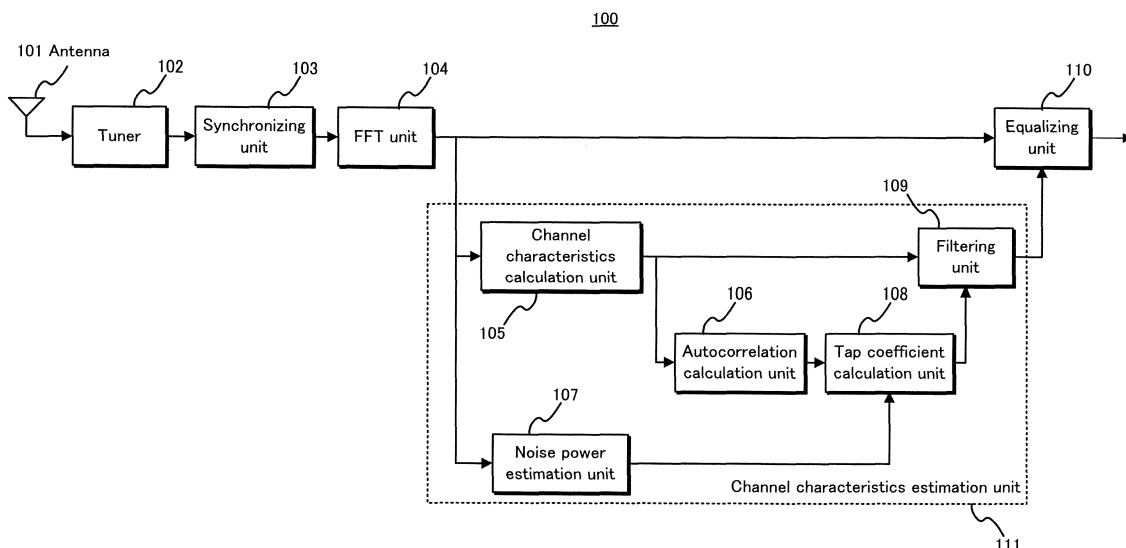 100
101 Antenna
102
103
104
110
Tuner
Synchronizing
unit
FFT unit
Equalizing
unit
109
Channel
characteristics
calculation unit
Filtering
unit
105
106
108
Autocorrelation
calculation unit
Tap coefficient
calculation unit
107
Noise power
estimation unit
Channel characteristics estimation unit
111